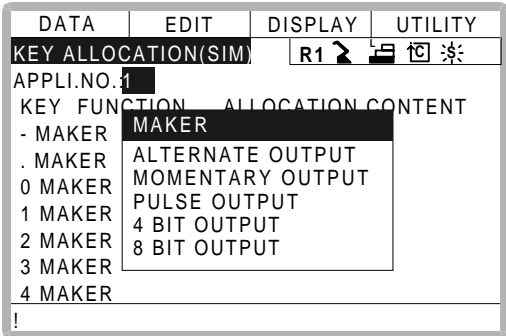 DATA EDIT DISPLAY UTILITY
KEY ALLOCATION(SIM) R1 C S
APPLI.NO.:1
KEY FUNCTION ALLOCATION CONTENT
- MAKER
MAKER
ALTERNATE OUTPUT
. MAKER
MOMENTARY OUTPUT
0 MAKER
PULSE OUTPUT
1 MAKER
4 BIT OUTPUT
2 MAKER
8 BIT OUTPUT
3 MAKER
4 MAKER
!